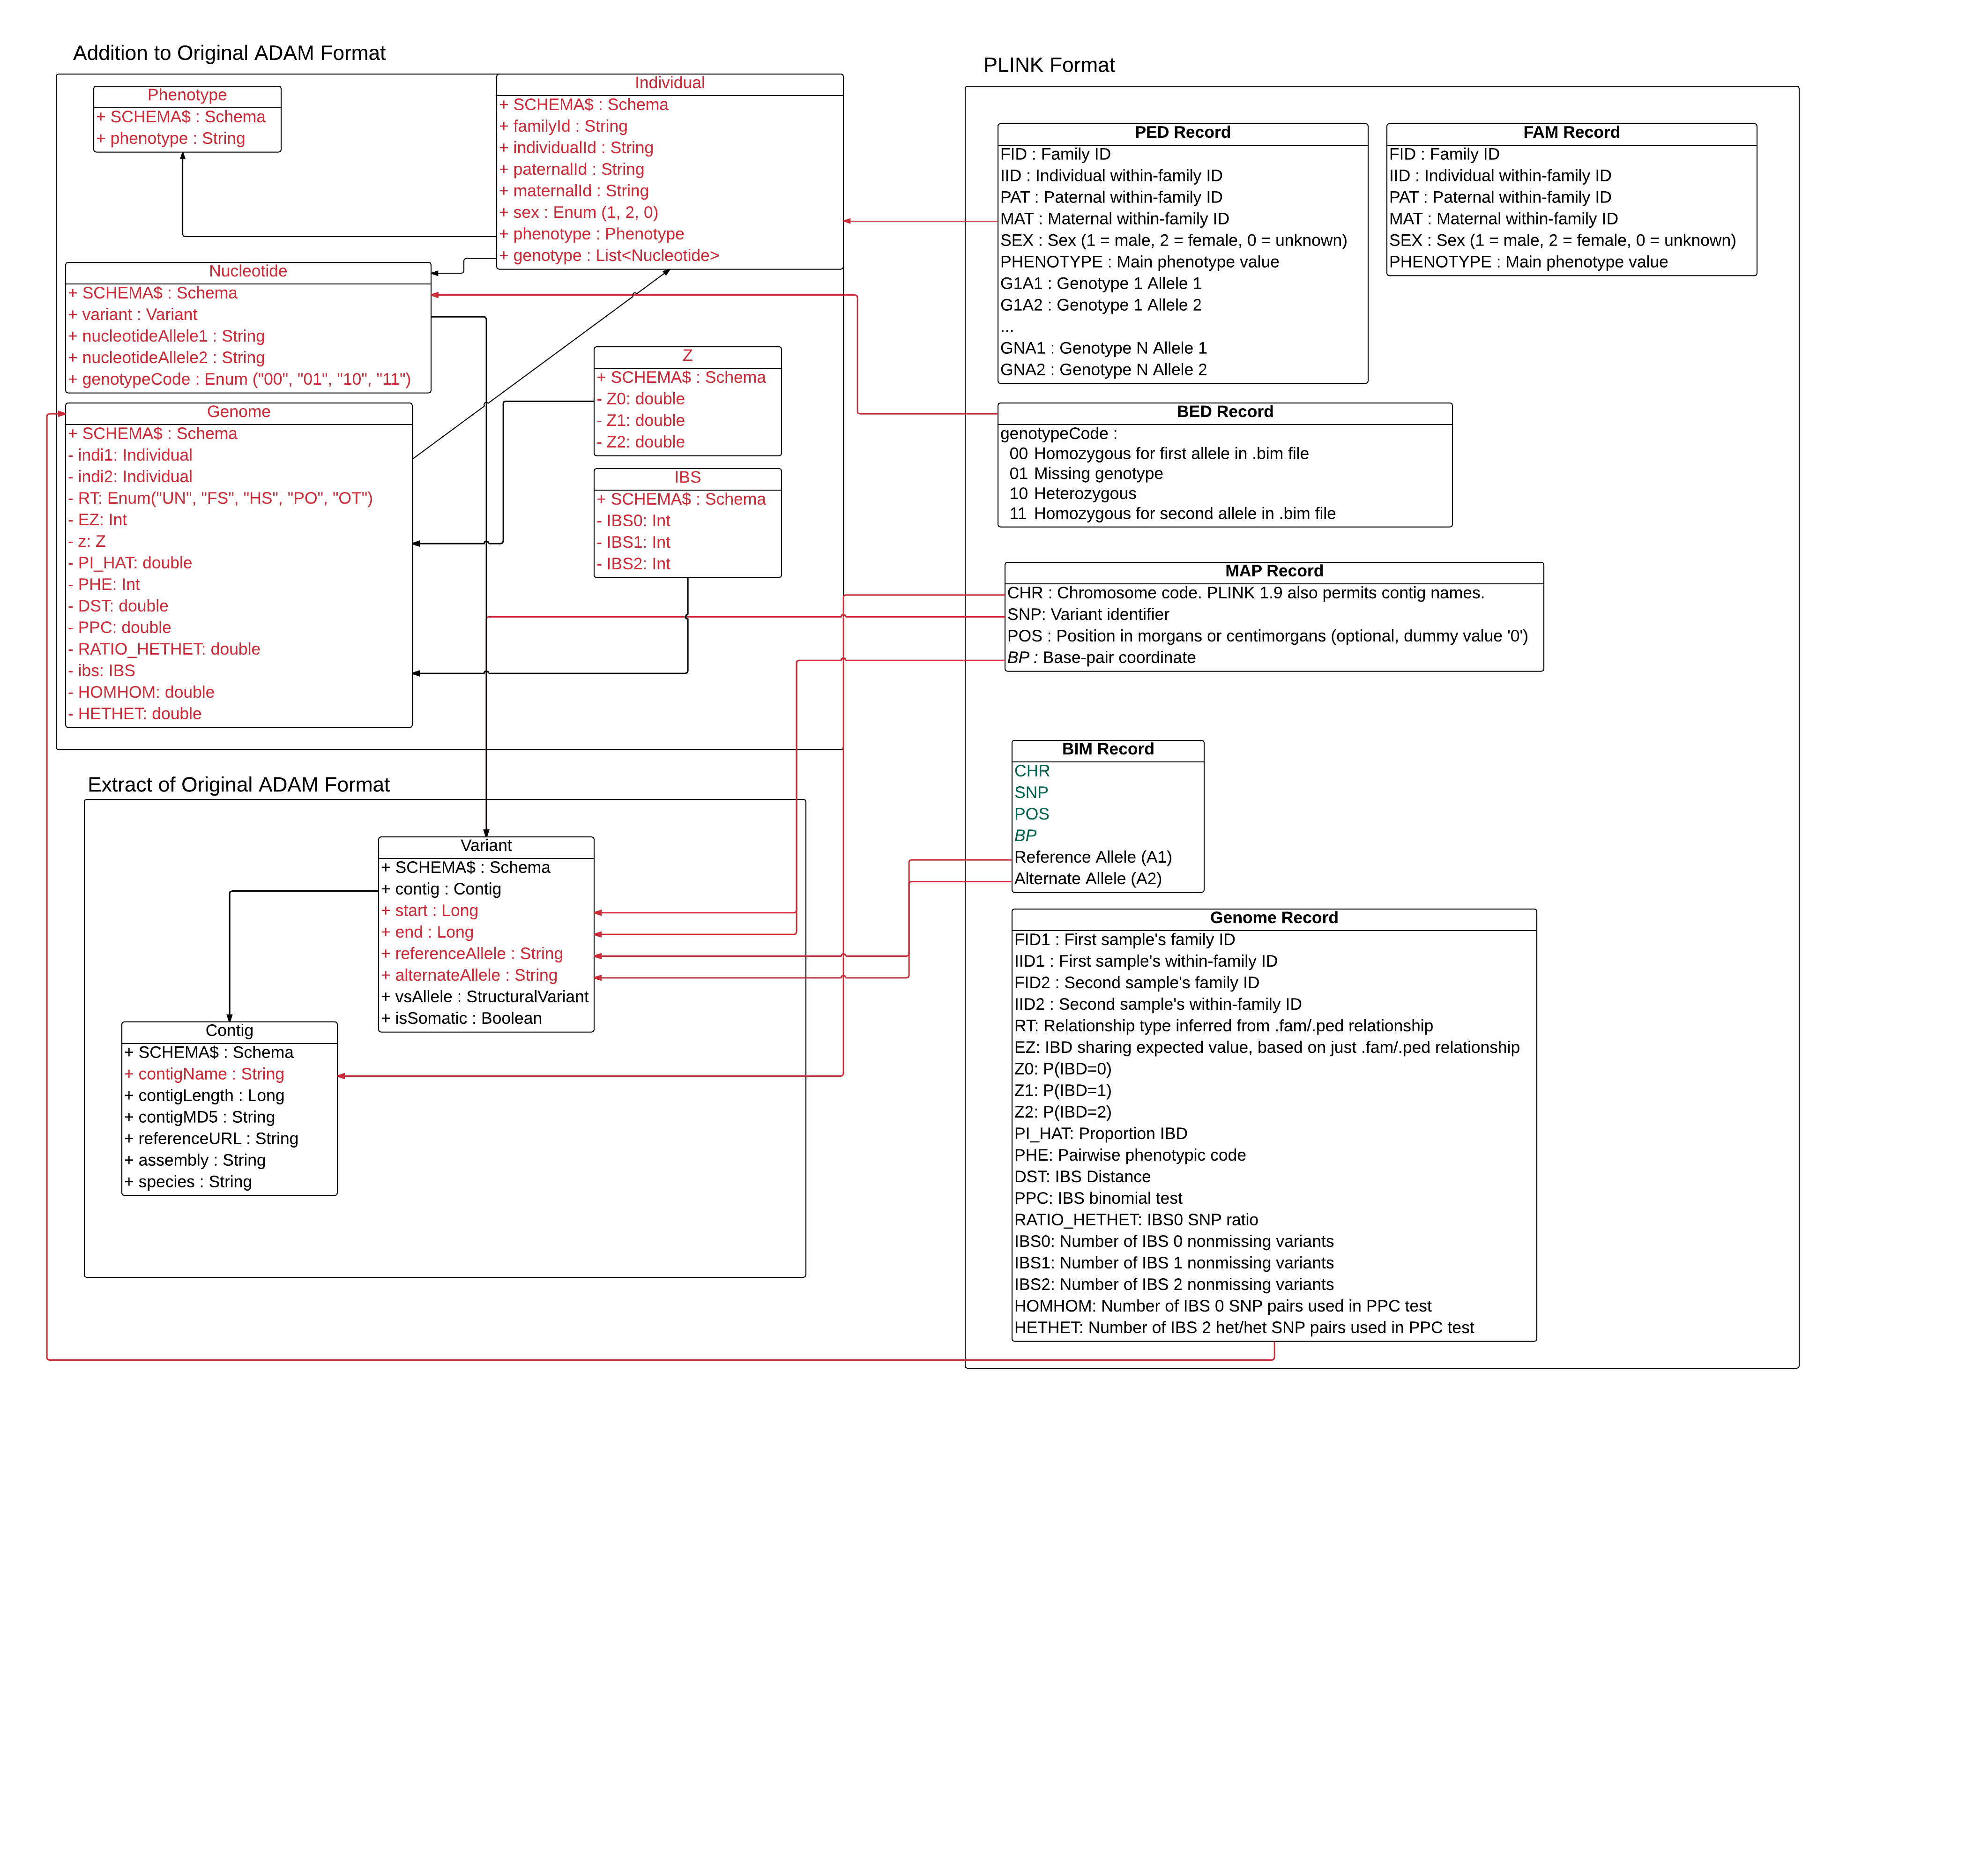 Addition to Original ADAM Format
Phenotype
+ SCHEMA$ : Schema
+ phenotype : String
Individual
+ SCHEMA$ : Schema
+ familyId : String
+ individualId : String
+ paternalId : String
+ maternalId : String
+ sex : Enum (1, 2, 0)
+ phenotype : Phenotype
+ genotype : List<Nucleotide>
Nucleotide
+ SCHEMA$ : Schema
+ variant : Variant
+ nucleotideAllele1 : String
+ nucleotideAllele2 : String
+ genotypeCode : Enum ("00", "01", "10", "11")
Z
+ SCHEMA$ : Schema
- Z0: double
- Z1: double
- Z2: double
Genome
+ SCHEMA$ : Schema
- indi1: Individual
- indi2: Individual
- RT: Enum("UN", "FS", "HS", "PO", "OT")
- EZ: Int
- z: Z
- PI_HAT: double
- PHE: Int
- DST: double
- PPC: double
- RATIO_HETHET: double
- ibs: IBS
- HOMHOM: double
- HETHET: double
IBS
+ SCHEMA$ : Schema
- IBS0: Int
- IBS1: Int
- IBS2: Int
Extract of Original ADAM Format
Variant
+ SCHEMA$ : Schema
+ contig : Contig
+ start : Long
+ end : Long
+ referenceAllele : String
+ alternateAllele : String
+ vsAllele : StructuralVariant
+ isSomatic : Boolean
Contig
+ SCHEMA$ : Schema
+ contigName : String
+ contigLength : Long
+ contigMD5 : String
+ referenceURL : String
+ assembly : String
+ species : String
PLINK Format
PED Record
FID : Family ID
IID : Individual within-family ID
PAT : Paternal within-family ID
MAT : Maternal within-family ID
SEX : Sex (1 = male, 2 = female, 0 = unknown)
PHENOTYPE : Main phenotype value
G1A1 : Genotype 1 Allele 1
G1A2 : Genotype 1 Allele 2
...
GNA1 : Genotype N Allele 1
GNA2 : Genotype N Allele 2
FAM Record
FID : Family ID
IID : Individual within-family ID
PAT : Paternal within-family ID
MAT : Maternal within-family ID
SEX : Sex (1 = male, 2 = female, 0 = unknown)
PHENOTYPE : Main phenotype value
BED Record
genotypeCode :
00 Homozygous for first allele in .bim file
01 Missing genotype
10 Heterozygous
11 Homozygous for second allele in .bim file
MAP Record
CHR : Chromosome code. PLINK 1.9 also permits contig names.
SNP: Variant identifier
POS : Position in morgans or centimorgans (optional, dummy value '0')
BP : Base-pair coordinate
BIM Record
CHR
SNP
POS
BP
Reference Allele (A1)
Alternate Allele (A2)
Genome Record
FID1 : First sample's family ID
IID1 : First sample's within-family ID
FID2 : Second sample's family ID
IID2 : Second sample's within-family ID
RT: Relationship type inferred from .fam/.ped relationship
EZ: IBD sharing expected value, based on just .fam/.ped relationship
Z0: P(IBD=0)
Z1: P(IBD=1)
Z2: P(IBD=2)
PI_HAT: Proportion IBD
PHE: Pairwise phenotypic code
DST: IBS Distance
PPC: IBS binomial test
RATIO_HETHET: IBS0 SNP ratio
IBS0: Number of IBS 0 nonmissing variants
IBS1: Number of IBS 1 nonmissing variants
IBS2: Number of IBS 2 nonmissing variants
HOMHOM: Number of IBS 0 SNP pairs used in PPC test
HETHET: Number of IBS 2 het/het SNP pairs used in PPC test